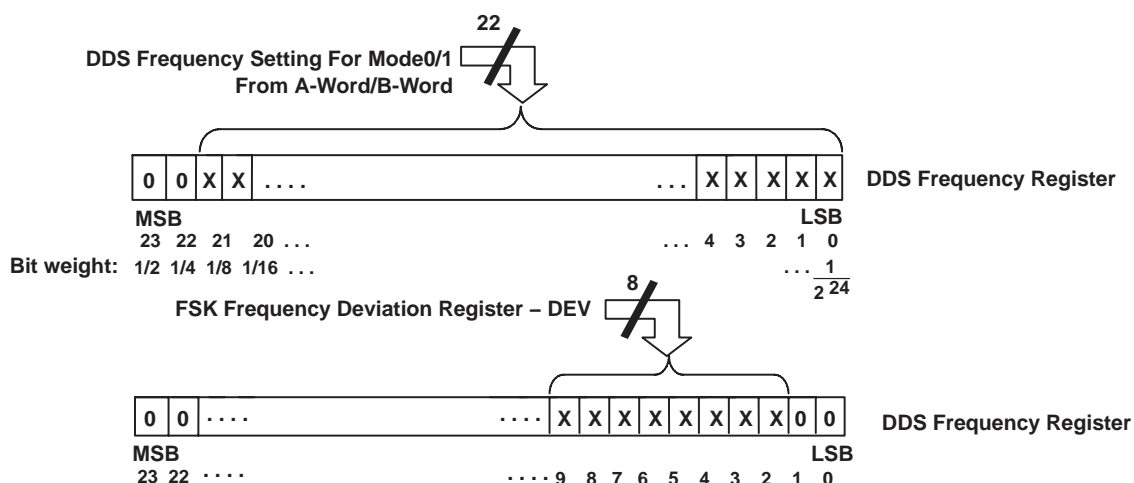 22
DDS Frequency Setting For Mode0/1
From A-Word/B-Word
0 0 X X . . . . . . . X X X X X DDS Frequency Register
MSB LSB
23 22 21 20 . . . . . . 4 3 2 1 0
Bit weight: 1/2 1/4 1/8 1/16 . . . . . . 1
2 24
8
FSK Frequency Deviation Register – DEV
0 0 . . . . . . . . X X X X X X X X 0 0 DDS Frequency Register
MSB LSB
23 22 . . . . . . . . 9 8 7 6 5 4 3 2 1 0